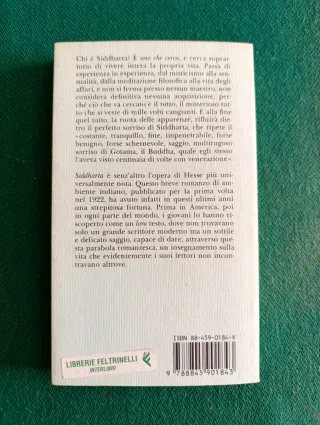 Chi è Siddharta? È uno che cerca, e cerca soprat-
tutto di vivere intera la propria vita. Passa di
esperienza in esperienza, dal misticismo alla sen-
sualità, dalla meditazione filosofica alla vita degli
affari, e non si ferma presso nessun maestro, non
considera definitiva nessuna acquisizione, per-
ché ciò che va cercato è il tutto, il misterioso tut-
to che si veste di mille volti cangianti. E alla fine
quel tutto, la ruota delle apparenze, rifluirà die-
tro il perfetto sorriso di Siddharta, che ripete il
«costante, tranquillo, fine, impenetrabile, forse
benigno, forse schernevole, saggio, multirugoso
sorriso di Gotama, il Buddha, quale egli stesso
l'aveva visto centinaia di volte con venerazione».
Siddharta è senz'altro l'opera di Hesse più uni-
versalmente nota. Questo breve romanzo di am-
biente indiano, pubblicato per la prima volta
nel 1922, ha avuto infatti in questi ultimi anni
una strepitosa fortuna. Prima in America, poi
in ogni parte del mondo, i giovani lo hanno ri-
scoperto come un loro testo, dove non trovavano
solo un grande scrittore moderno ma un sottile
e delicato saggio, capace di dare, attraverso que-
sta parabola romanzesca, un insegnamento sulla
vita che evidentemente i suoi lettori non incon-
travano altrove.
ISBN 88-459-0184-X
9 788845 901843
LIBRERIE FELTRINELLI
INTERLIBRI